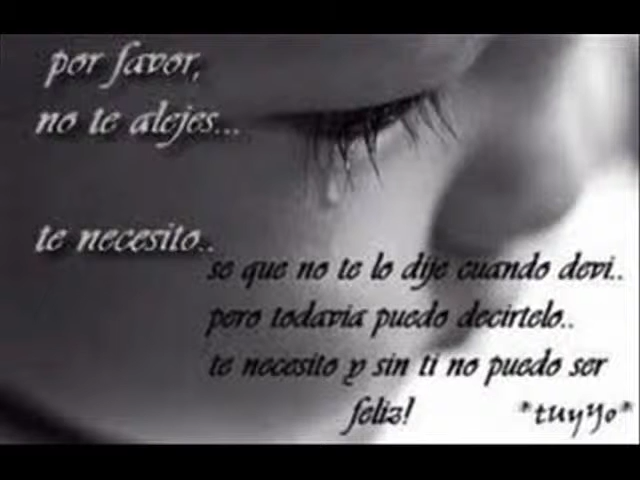 por favor,
no te alejes...
te necesito..
se que no te lo dije cuando devi..
pero todavia puedo decirtelo..
te necesito y sin ti no puedo ser
feliz!
*tuyYo*